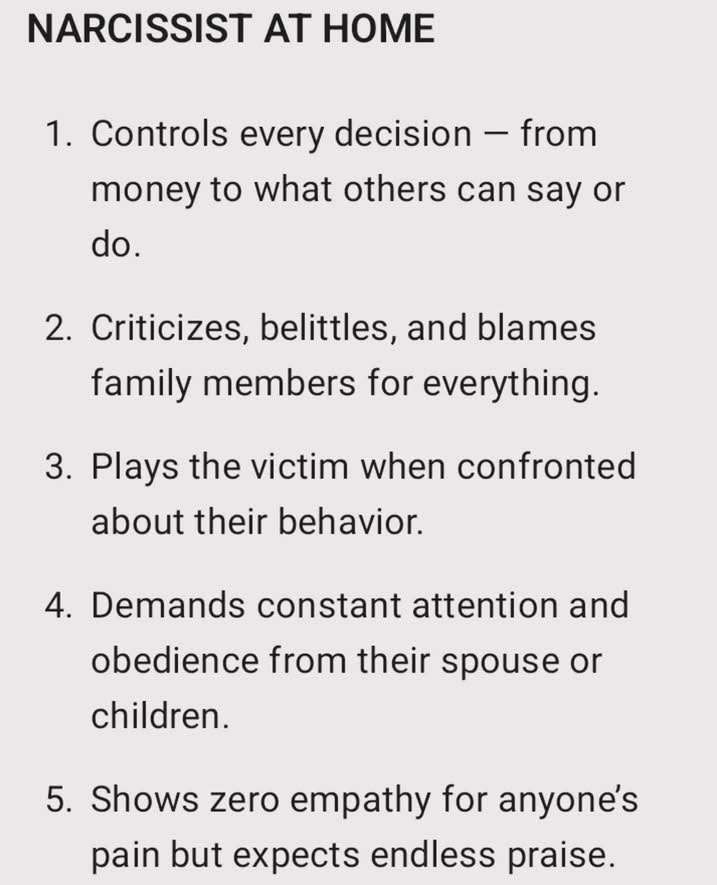 NARCISSIST AT HOME
1. Controls every decision — from
money to what others can say or
do.
2. Criticizes, belittles, and blames
family members for everything.
3. Plays the victim when confronted
about their behavior.
4. Demands constant attention and
obedience from their spouse or
children.
5. Shows zero empathy for anyone’s
pain but expects endless praise.